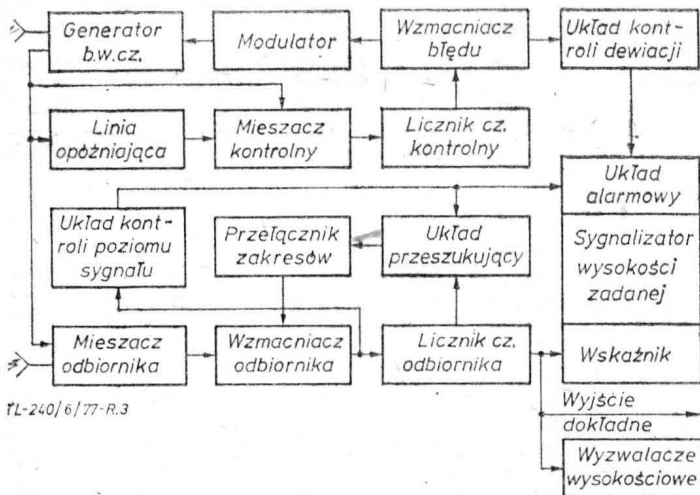 Generator
b.w.cz.
Modulator
Wzmacniacz
błędu
Układ kont-
roli dewiacji
Linia
opóźniająca
Mieszacz
kontrolny
Licznik cz.
kontrolny
Układ
alarmowy
Układ kont-
roli poziomu
sygnału
Przełącznik
zakresów
Układ
przeszukujący
Sygnalizator
wysokości
zadanej
Mieszacz
odbiornika
Wzmacniacz
odbiornika
Licznik cz.
odbiornika
Wskaźnik
TL-240/6/77-R.3
Wyjście
dokładne
Wyzwalacze
wysokościowe